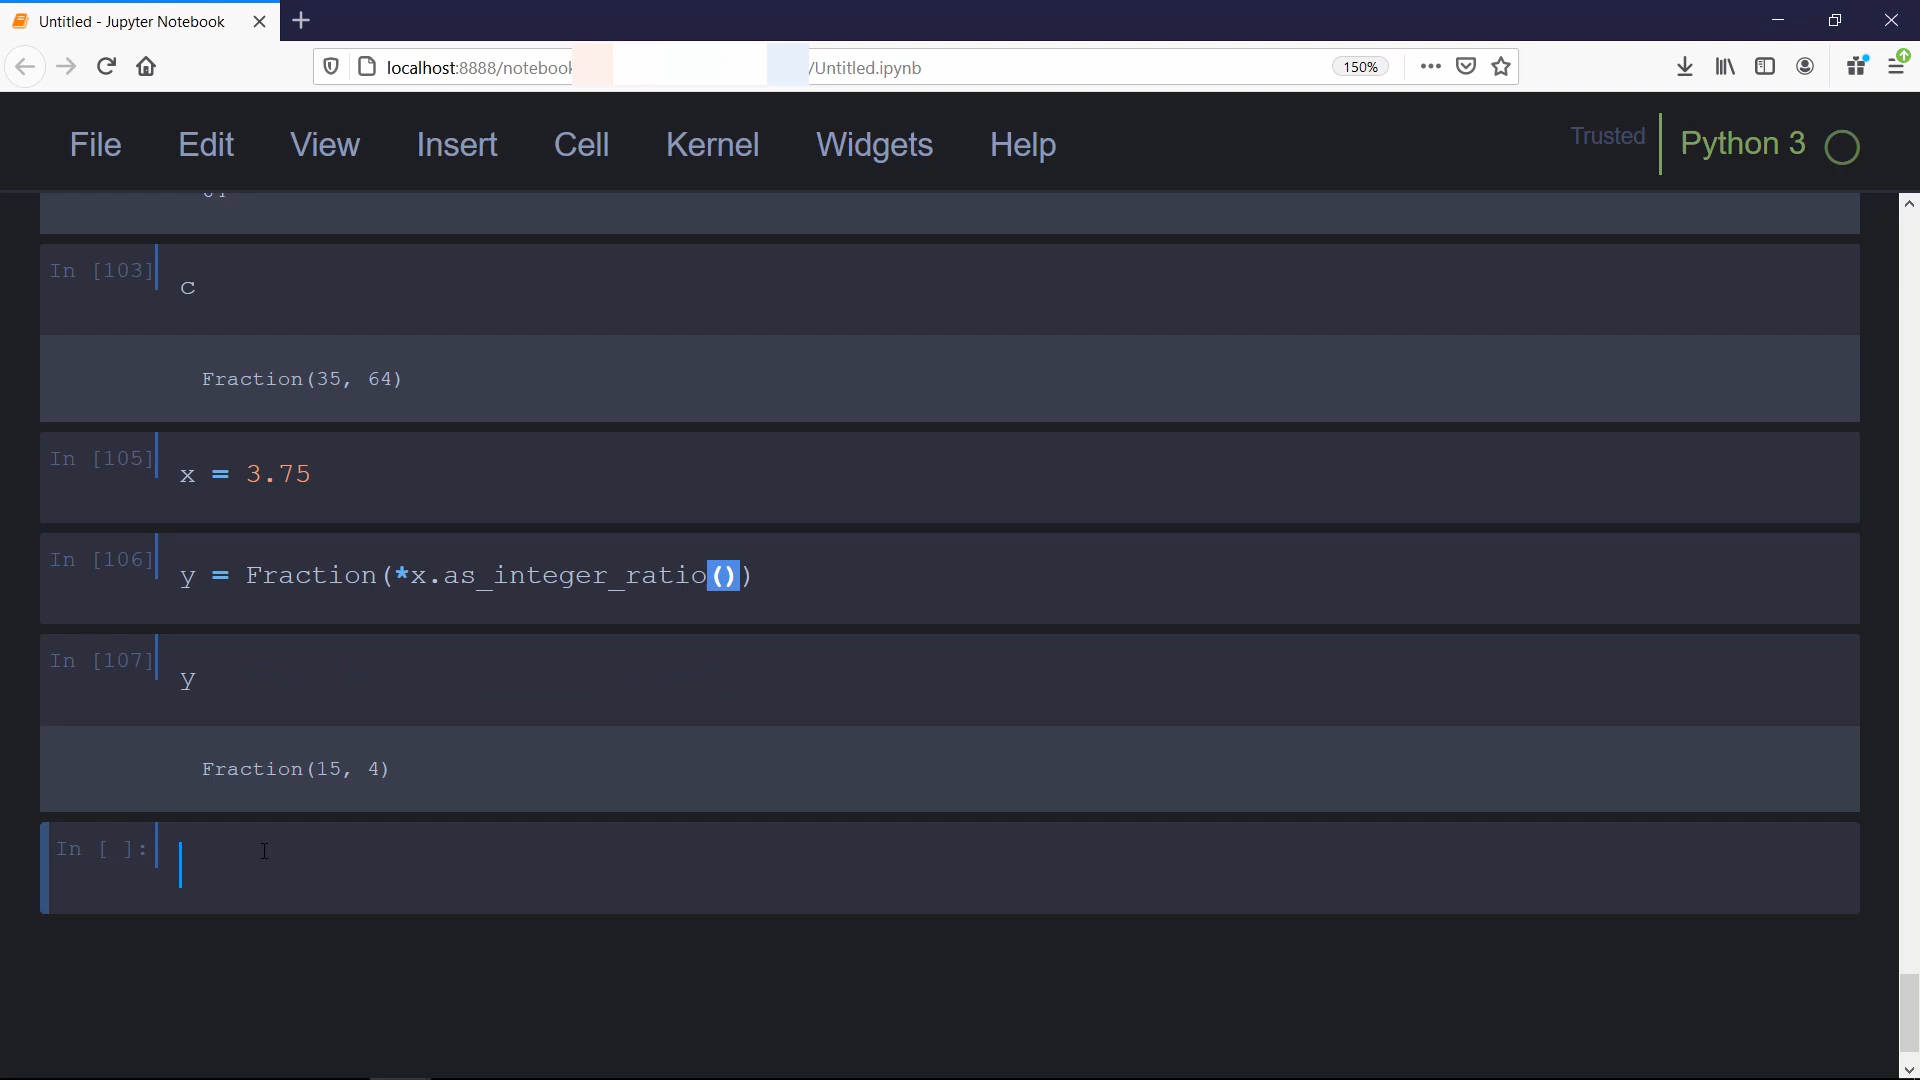 Untitled - Jupyter Notebook
localhost:8888/notebook /Untitled.ipynb
150%
File Edit View Insert Cell Kernel Widgets Help
Trusted
Python 3
In [103]
c
Fraction(35, 64)
In [105]
x = 3.75
In [106]
y = Fraction(*x.as_integer_ratio())
In [107]
y
Fraction(15, 4)
In [ ]: